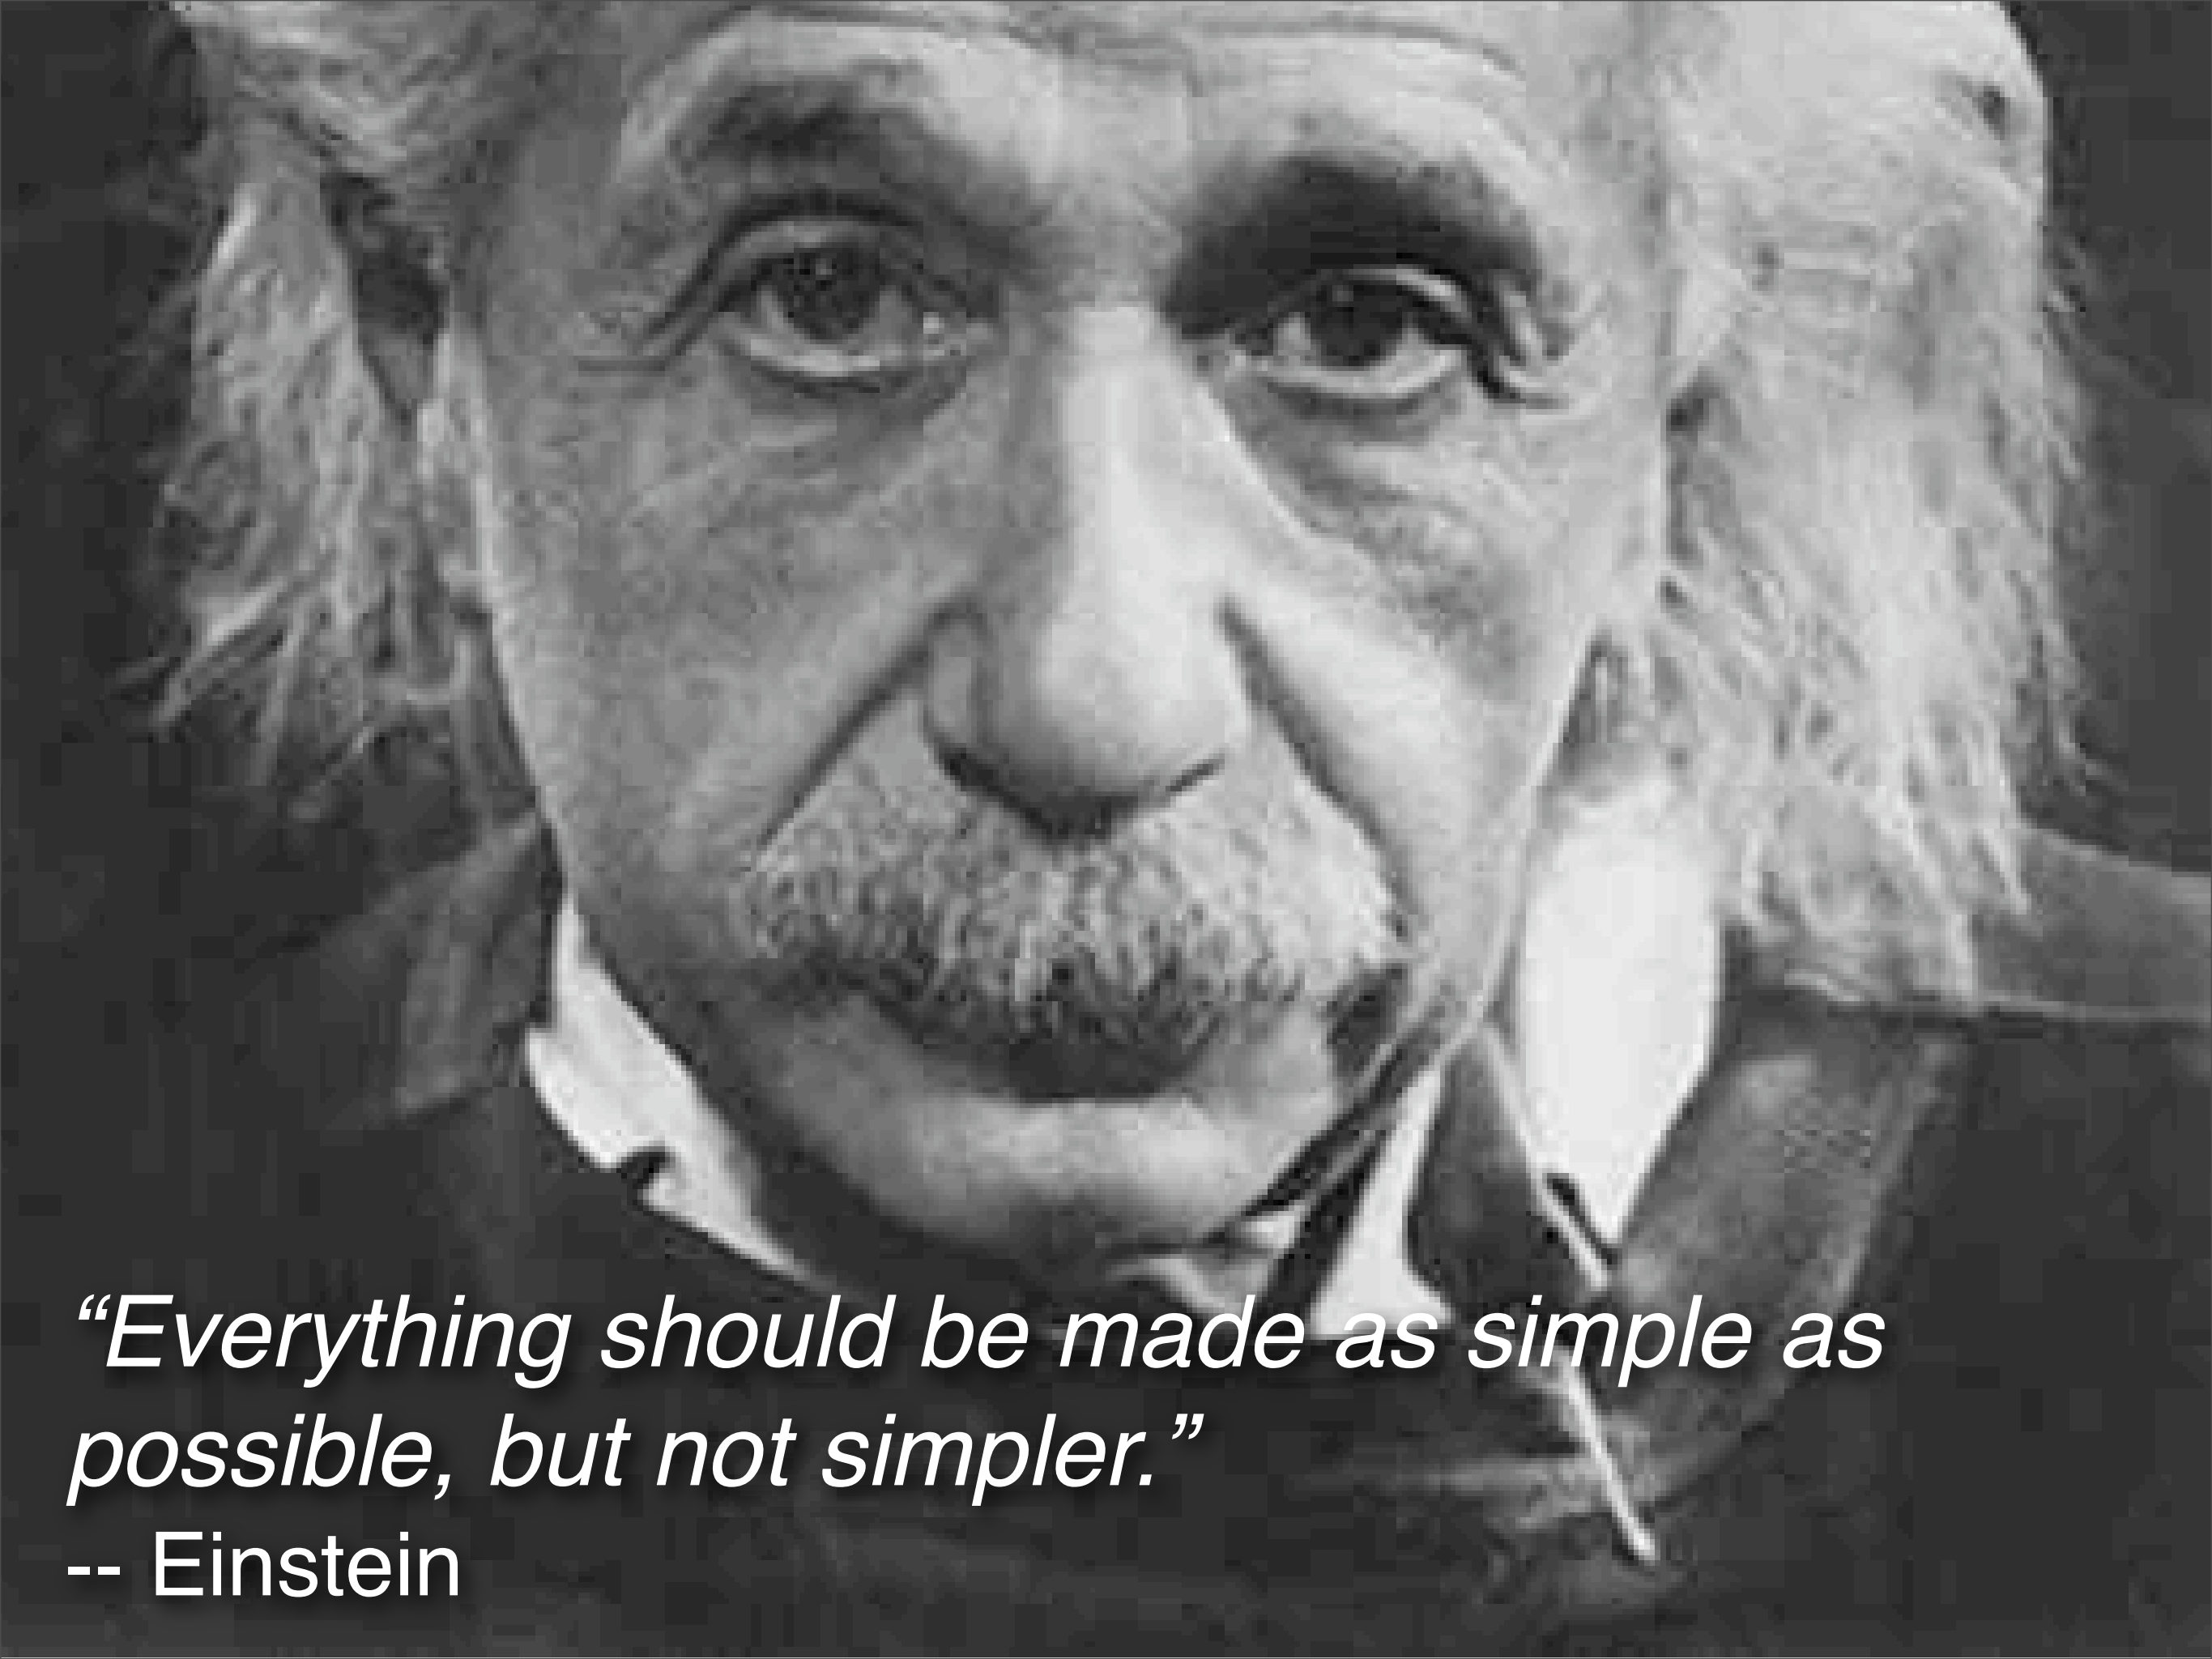 “Everything should be made as simple as
possible, but not simpler.”
-- Einstein